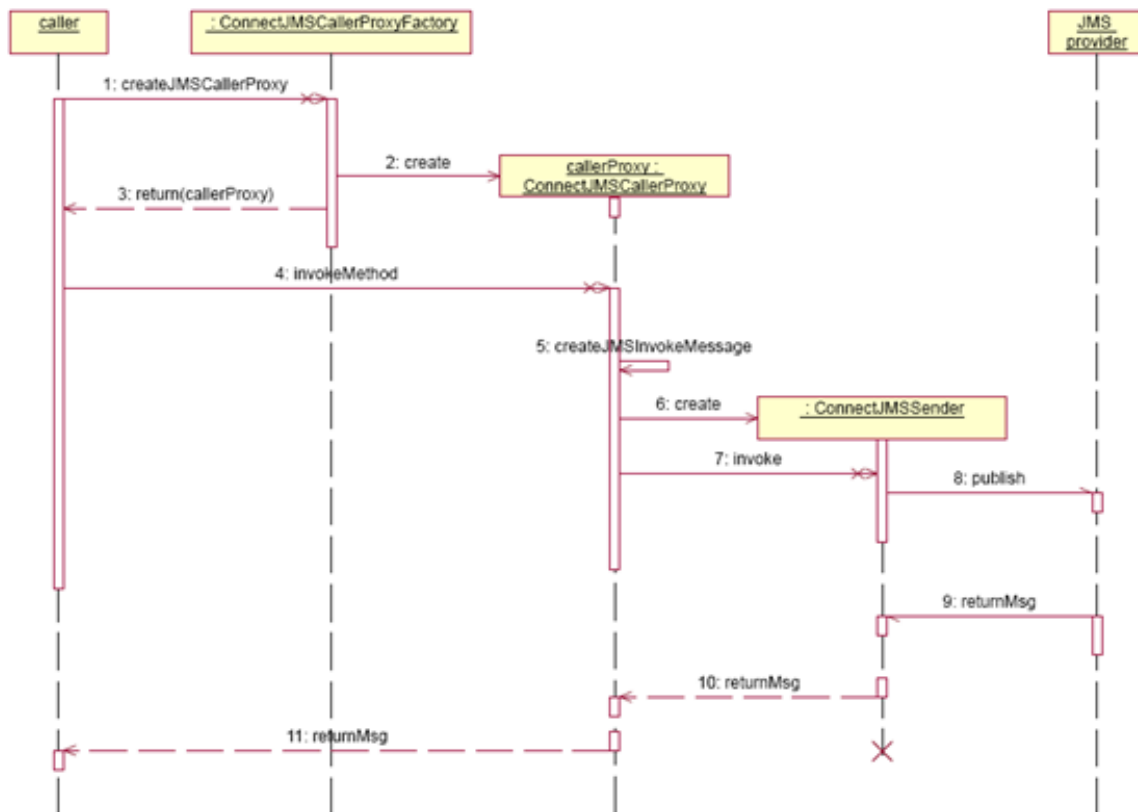 caller
: ConnectJMSCallerProxyFactory
JMS
provider
1: createJMSCallerProxy
2: create
callerProxy :
ConnectJMSCallerProxy
3: return(callerProxy)
4: invokeMethod
5: createJMSInvokeMessage
6: create
: ConnectJMSSender
7: invoke
8: publish
9: returnMsg
10: returnMsg
11: returnMsg